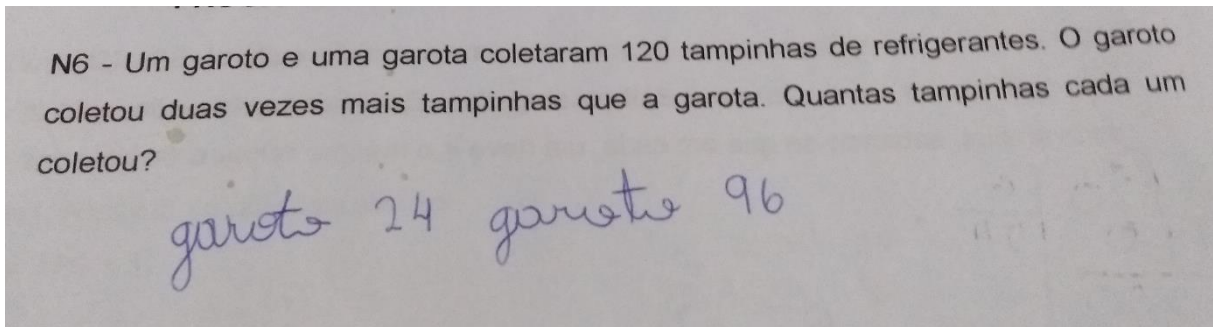 N6 - Um garoto e uma garota coletaram 120 tampinhas de refrigerantes. O garoto
coletou duas vezes mais tampinhas que a garota. Quantas tampinhas cada um
coletou?
garota 24 garoto 96